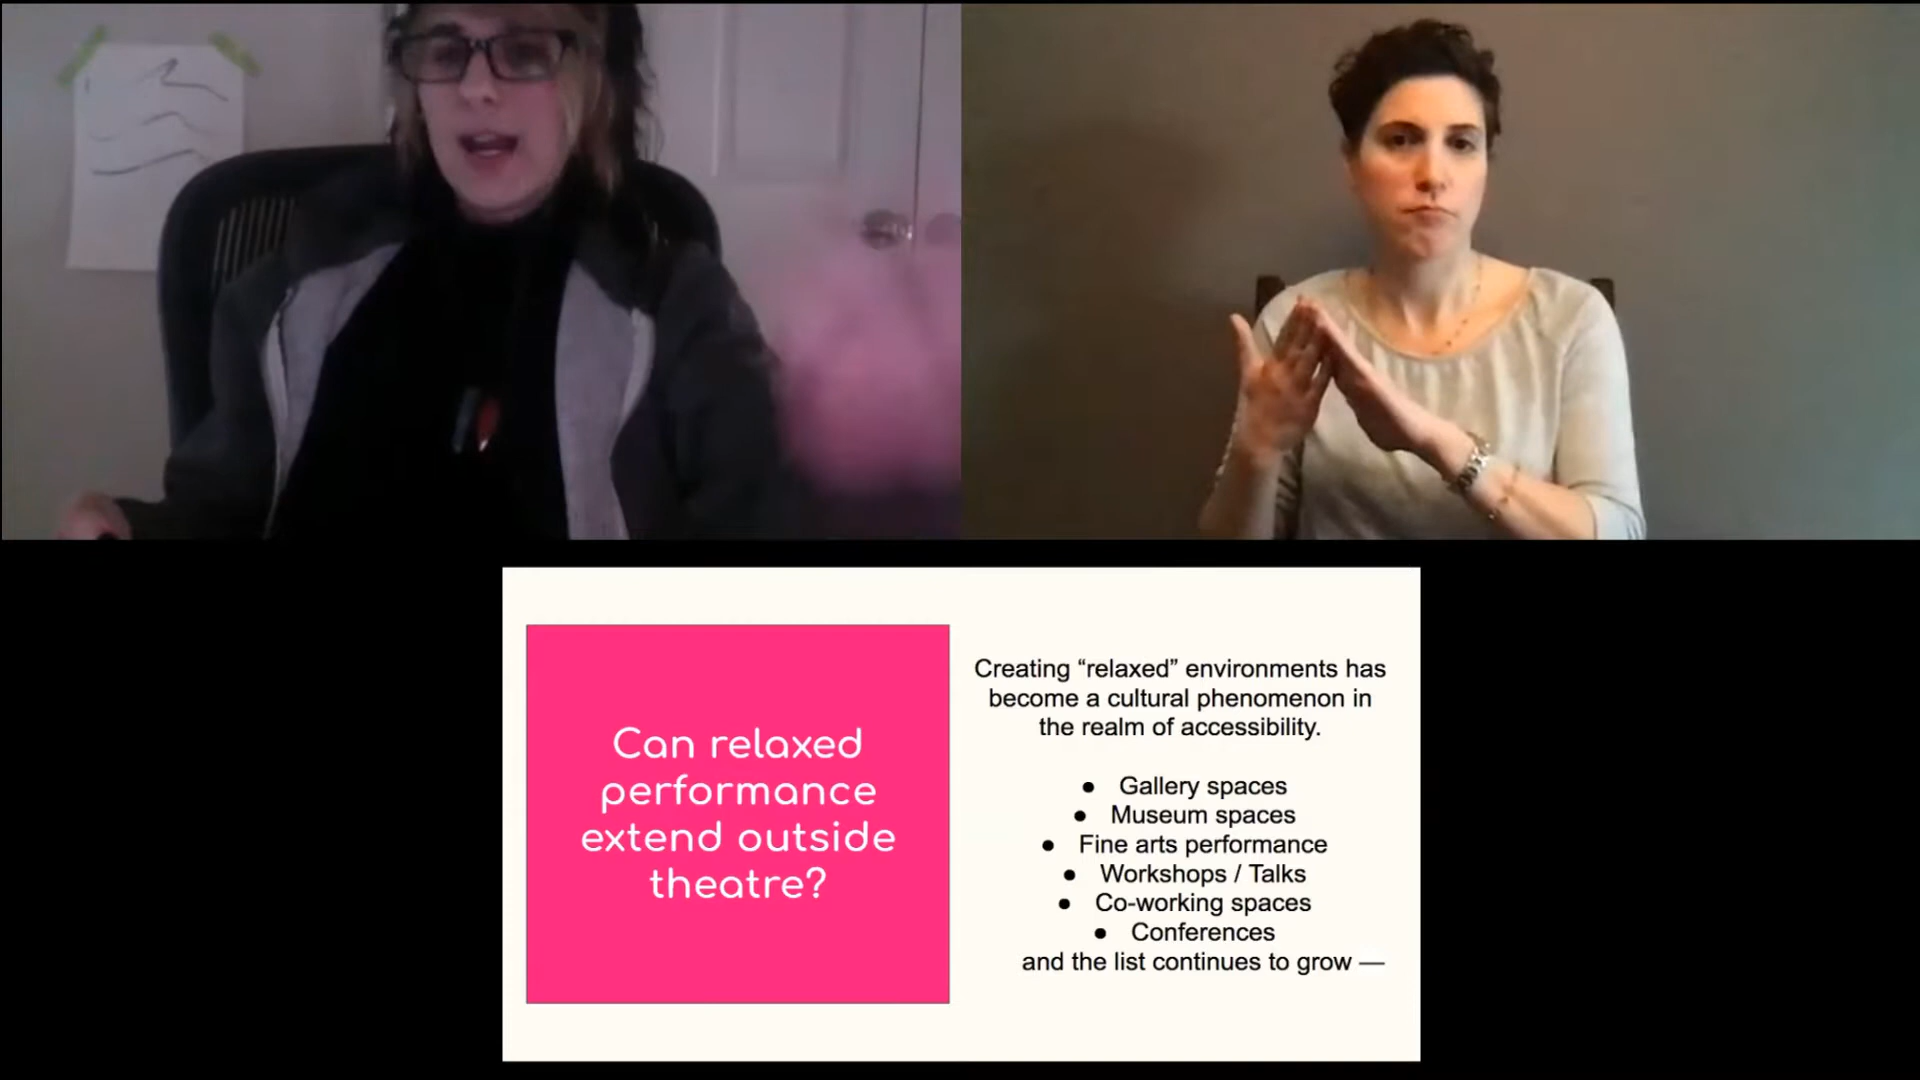 Can relaxed
performance
extend outside
theatre?
Creating “relaxed” environments has
become a cultural phenomenon in
the realm of accessibility.
● Gallery spaces
● Museum spaces
● Fine arts performance
● Workshops / Talks
● Co-working spaces
● Conferences
and the list continues to grow —